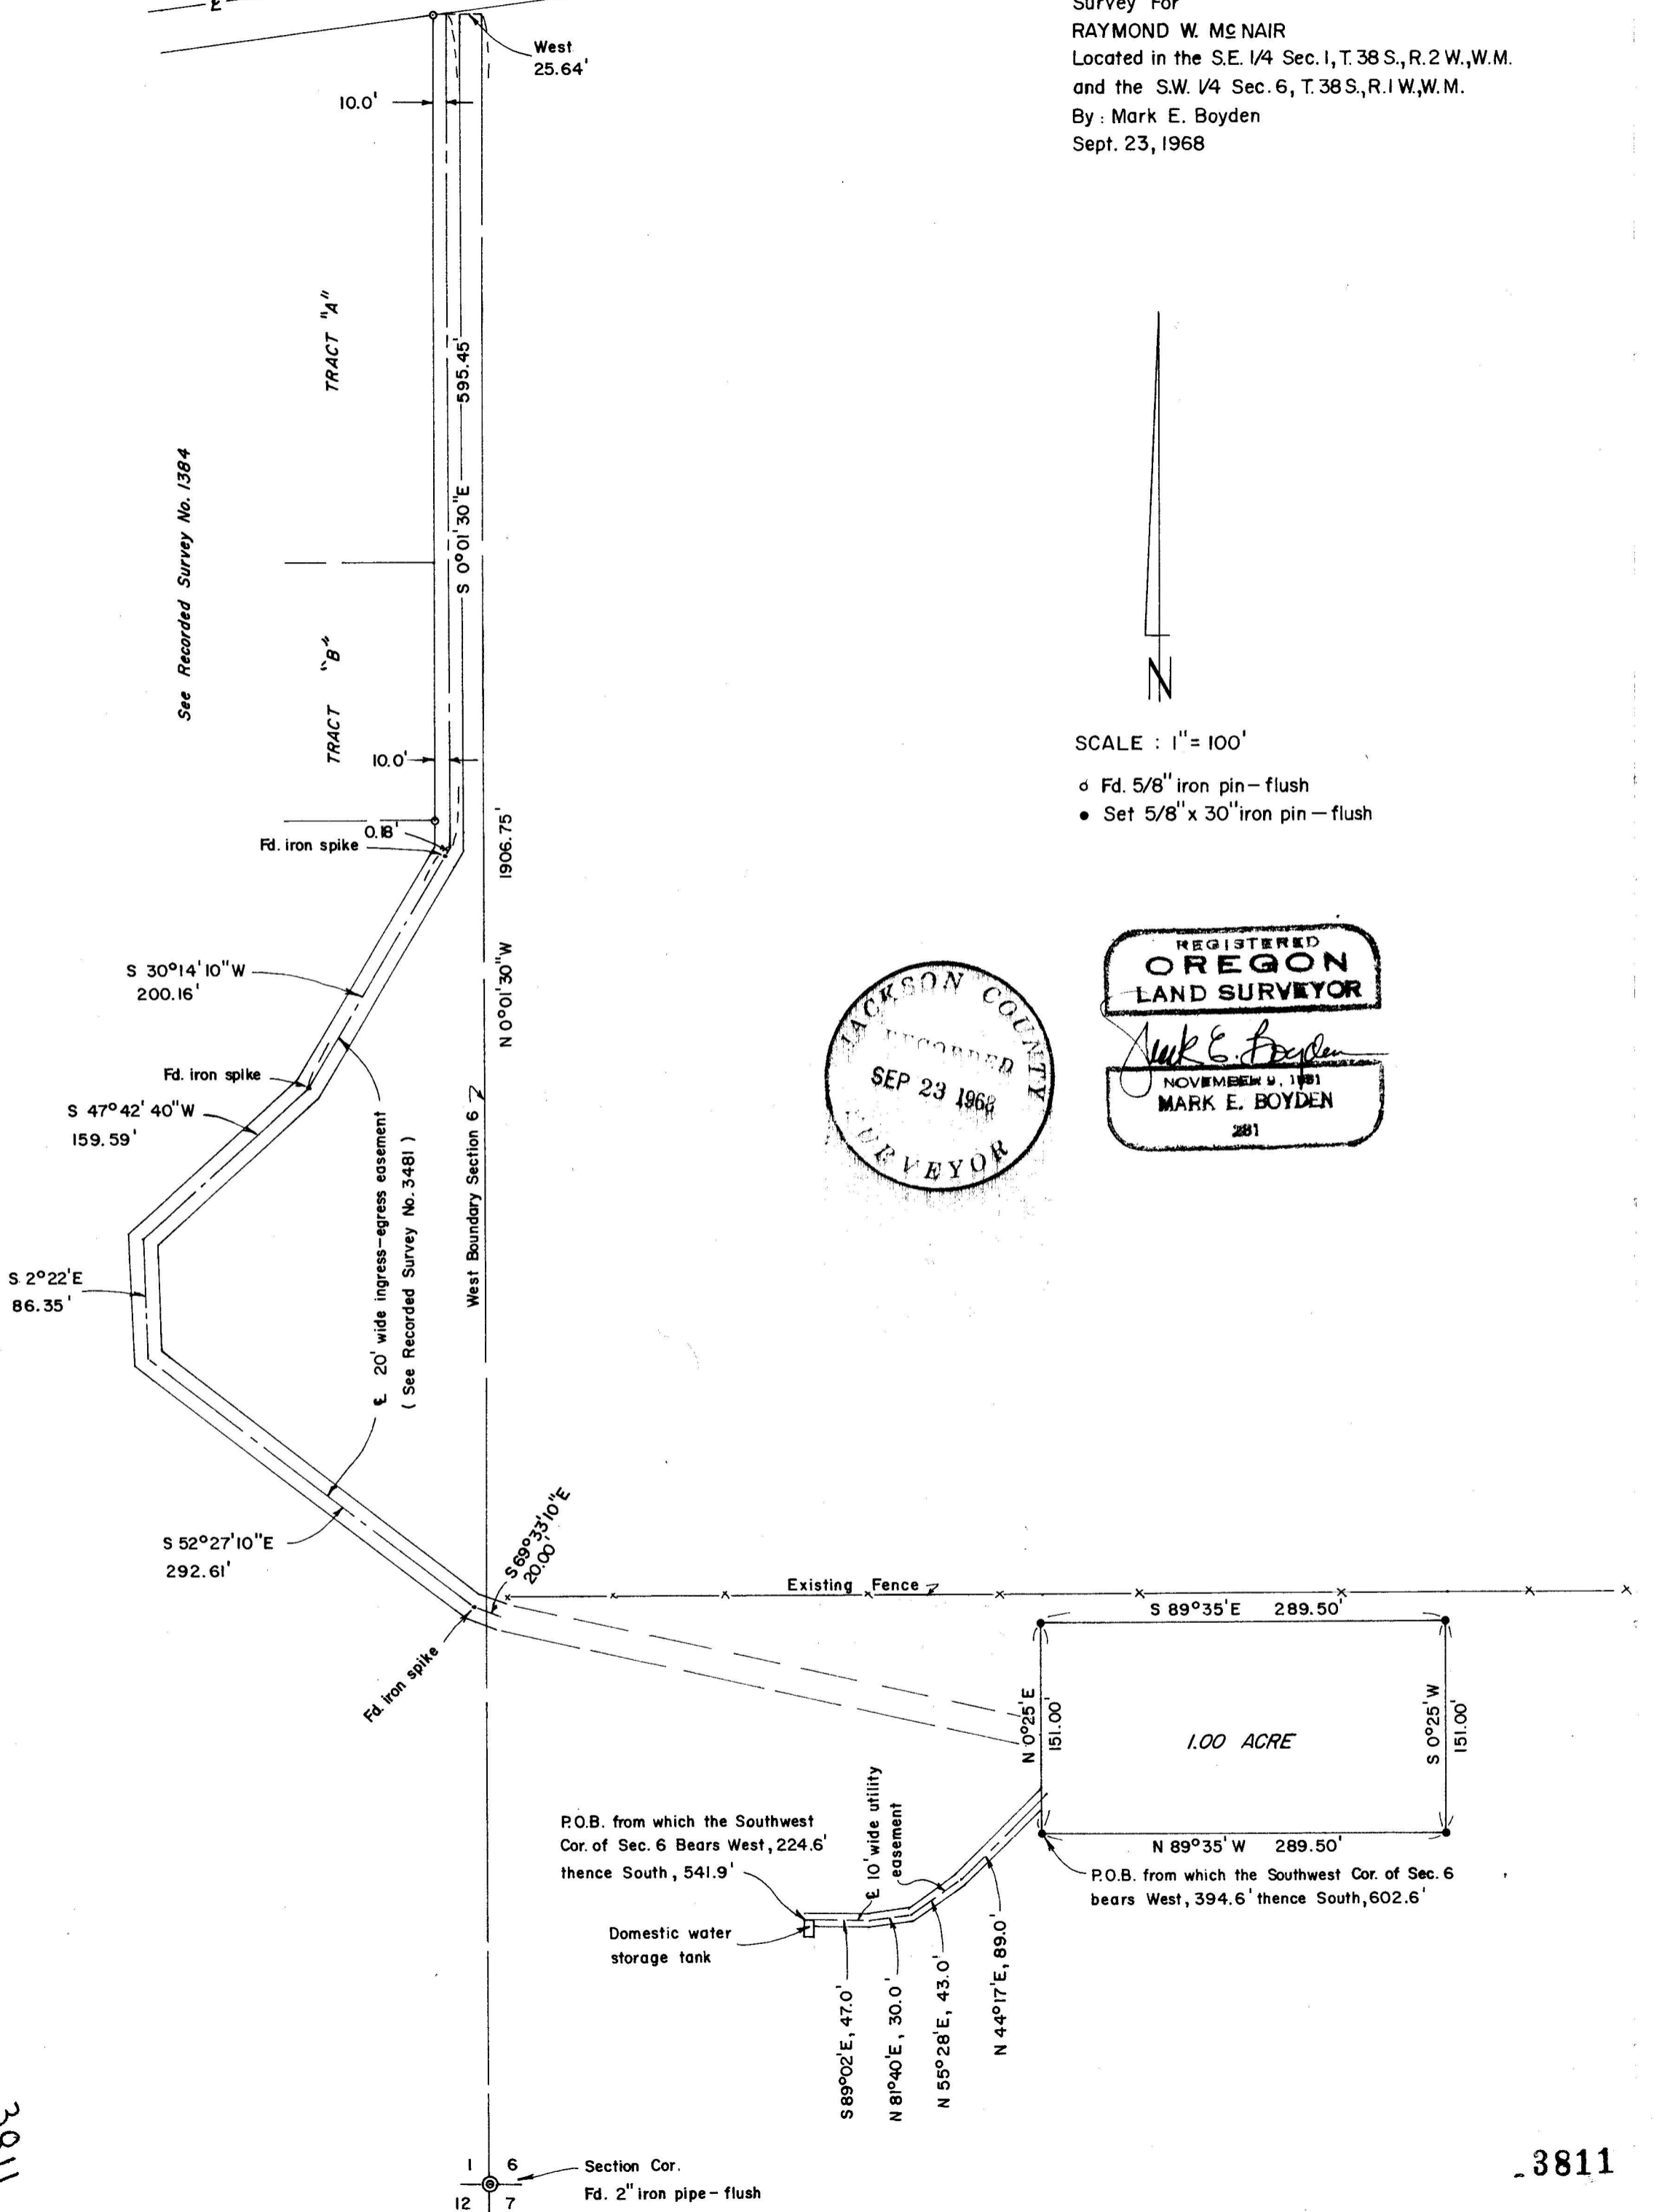 Survey For
RAYMOND W. Mc NAIR
Located in the S.E. 1/4 Sec. 1, T. 38 S., R. 2 W., W.M.
and the S.W. 1/4 Sec. 6, T. 38 S., R. 1 W., W.M.
By : Mark E. Boyden
Sept. 23, 1968
West
25.64'
10.0'
TRACT "A"
595.45'
S 0°01'30"E
See Recorded Survey No. 1384
TRACT "B"
10.0'
N
SCALE : 1" = 100'
Fd. 5/8" iron pin – flush
Set 5/8" x 30" iron pin – flush
0.18'
Fd. iron spike
1906.75'
N 0°01'30"W
S 30°14'10"W
200.16'
Fd. iron spike
S 47°42'40"W
159.59'
REGISTERED
OREGON
LAND SURVEYOR
Mark E. Boyden
NOVEMBER 9, 1951
MARK E. BOYDEN
281
JACKSON COUNTY
RECORDED
SEP 23 1968
SURVEYOR
West Boundary Section 6
℄ 20' wide ingress-egress easement
( See Recorded Survey No. 3481 )
S 2°22'E
86.35'
S 52°27'10"E
292.61'
S 69°33'10"E
20.00'
Existing Fence
Fd. iron spike
S 89°35'E 289.50'
N 0°25'E
151.00'
1.00 ACRE
S 0°25'W
151.00'
N 89°35'W 289.50'
P.O.B. from which the Southwest Cor. of Sec. 6
bears West, 394.6' thence South, 602.6'
P.O.B. from which the Southwest
Cor. of Sec. 6 Bears West, 224.6'
thence South, 541.9'
℄ 10' wide utility
easement
Domestic water
storage tank
S 89°02'E, 47.0'
N 81°40'E, 30.0'
N 55°28'E, 43.0'
N 44°17'E, 89.0'
1 6
12 7
Section Cor.
Fd. 2" iron pipe – flush
3811
3811